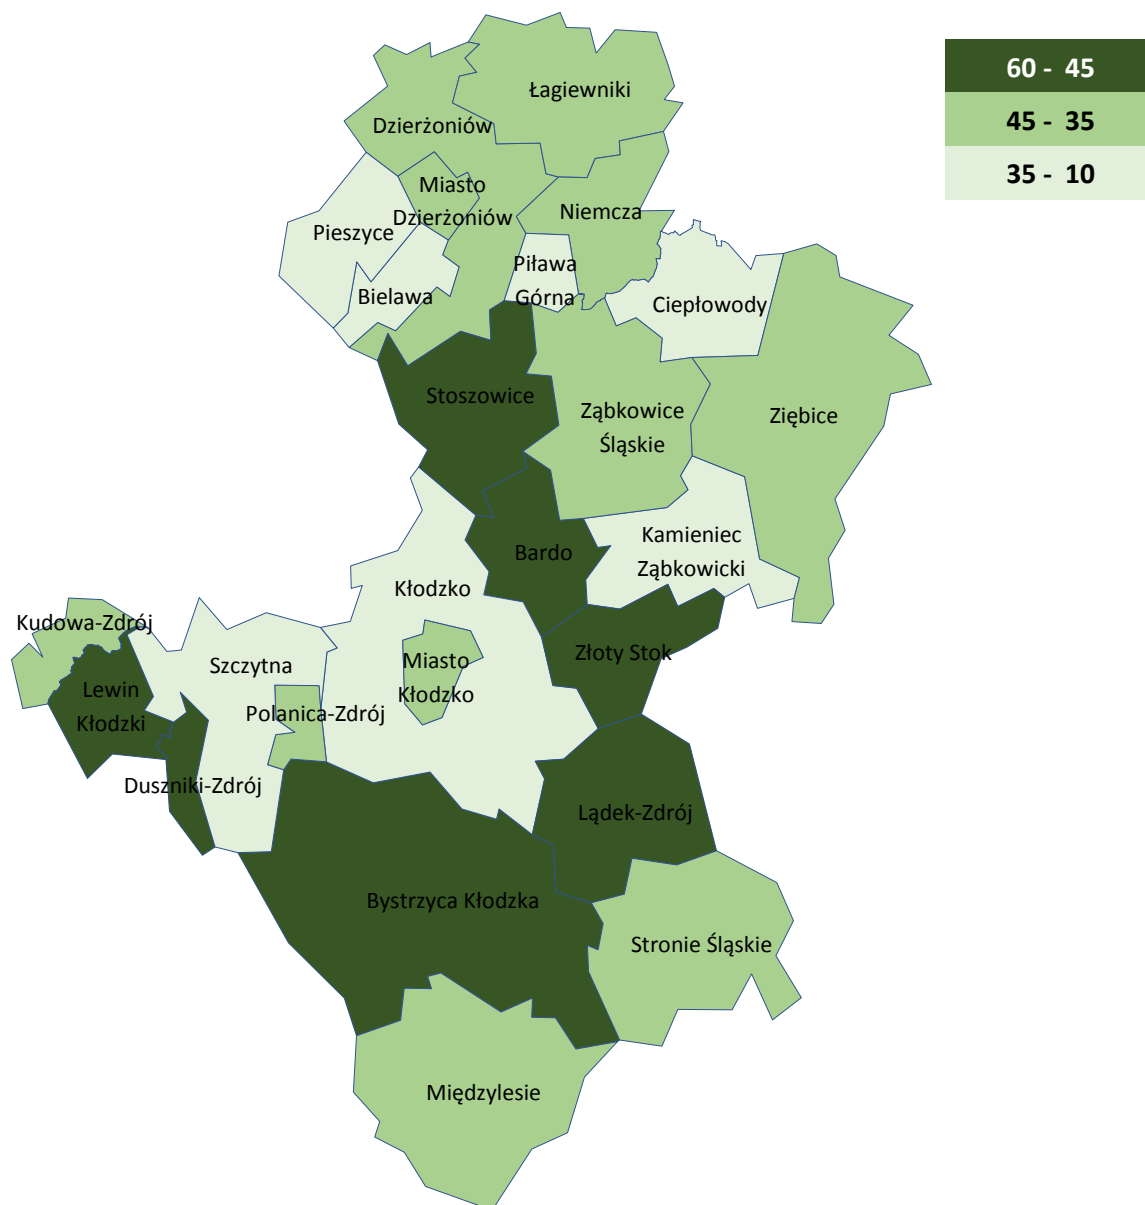 60 - 45
45 - 35
35 - 10
Łagiewniki
Dzierżoniów
Miasto
Dzierżoniów
Niemcza
Pieszyce
Piława
Górna
Bielawa
Ciepłowody
Stoszowice
Ząbkowice
Śląskie
Ziębice
Kamieniec
Ząbkowicki
Bardo
Kłodzko
Kudowa-Zdrój
Szczytna
Miasto
Kłodzko
Złoty Stok
Lewin
Kłodzki
Polanica-Zdrój
Duszniki-Zdrój
Lądek-Zdrój
Bystrzyca Kłodzka
Stronie Śląskie
Międzylesie